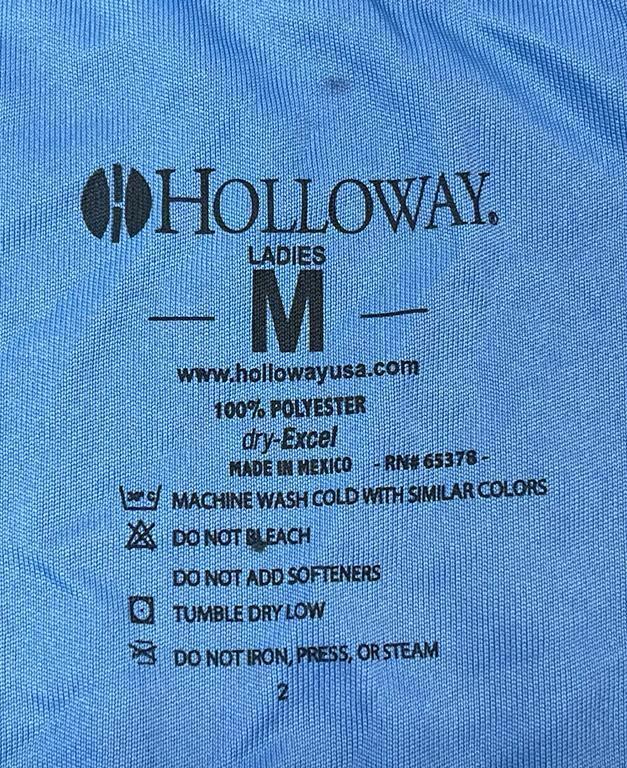 HOLLOWAY.
LADIES
M
www.hollowayusa.com
100% POLYESTER
dry-Excel
MADE IN MEXICO - RN# 65378 -
30° C MACHINE WASH COLD WITH SIMILAR COLORS
DO NOT BLEACH
DO NOT ADD SOFTENERS
TUMBLE DRY LOW
DO NOT IRON, PRESS, OR STEAM
2